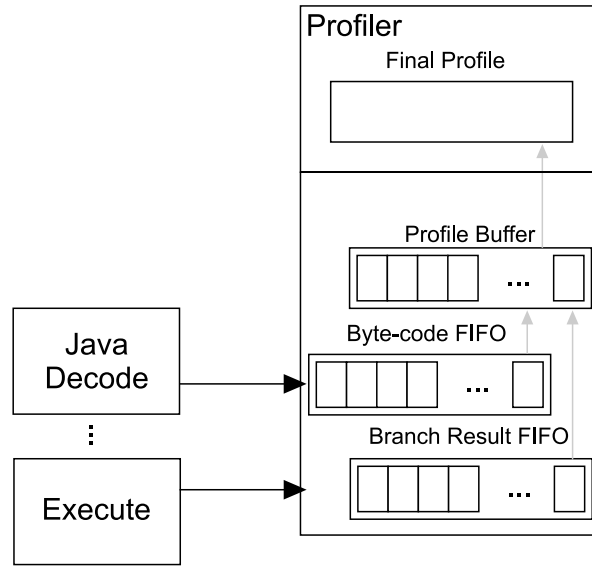 Profiler
Final Profile
Profile Buffer
...
Byte-code FIFO
Java
Decode
...
Branch Result FIFO
...
Execute
...